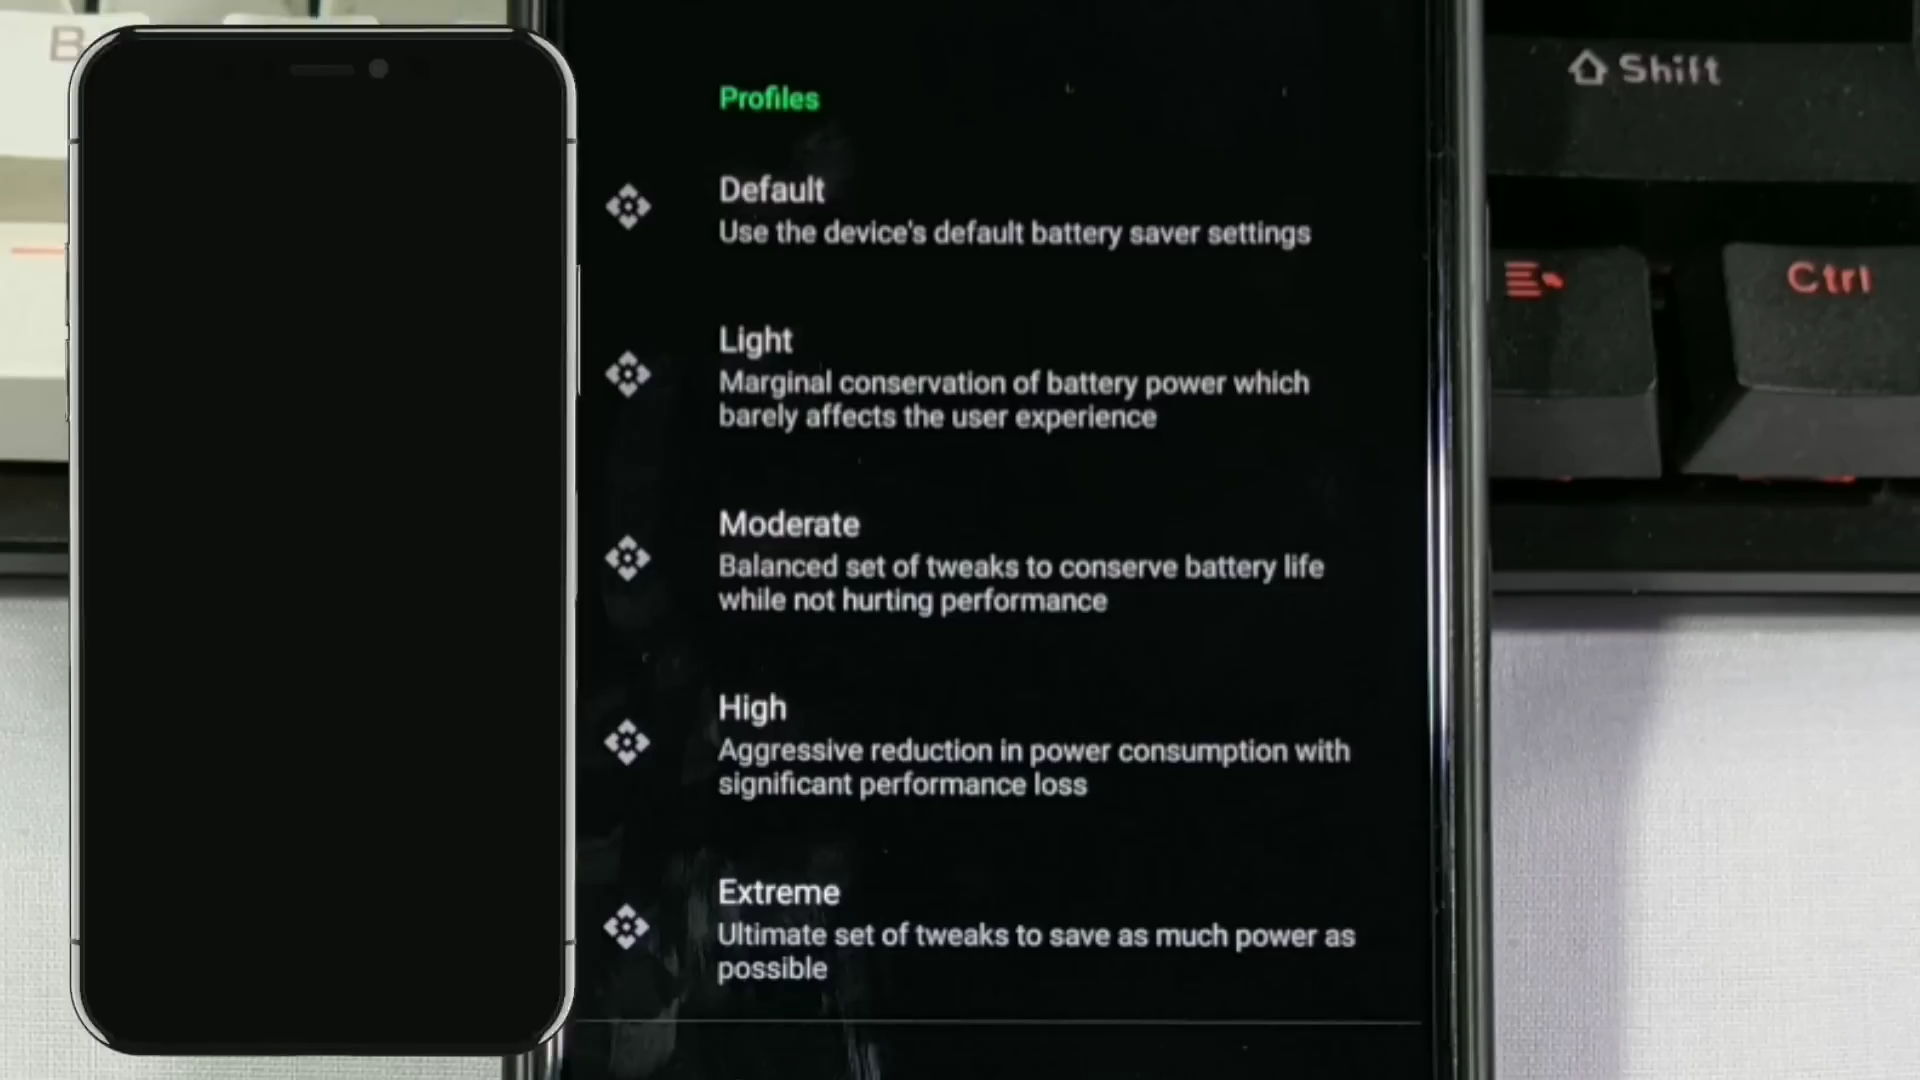 B
Profiles
Default
Use the device's default battery saver settings
Light
Marginal conservation of battery power which
barely affects the user experience
Moderate
Balanced set of tweaks to conserve battery life
while not hurting performance
High
Aggressive reduction in power consumption with
significant performance loss
Extreme
Ultimate set of tweaks to save as much power as
possible
Shift
Ctrl